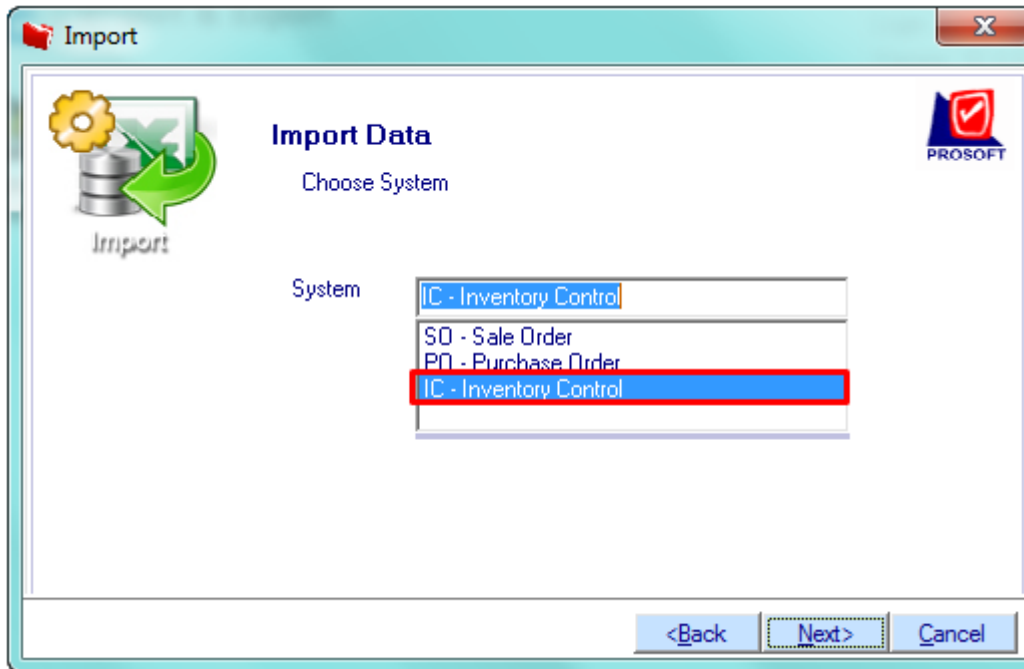 Import
Import Data
PROSOFT
Choose System
Import
System
IC - Inventory Control
SO - Sale Order
PO - Purchase Order
IC - Inventory Control
<Back
Next>
Cancel